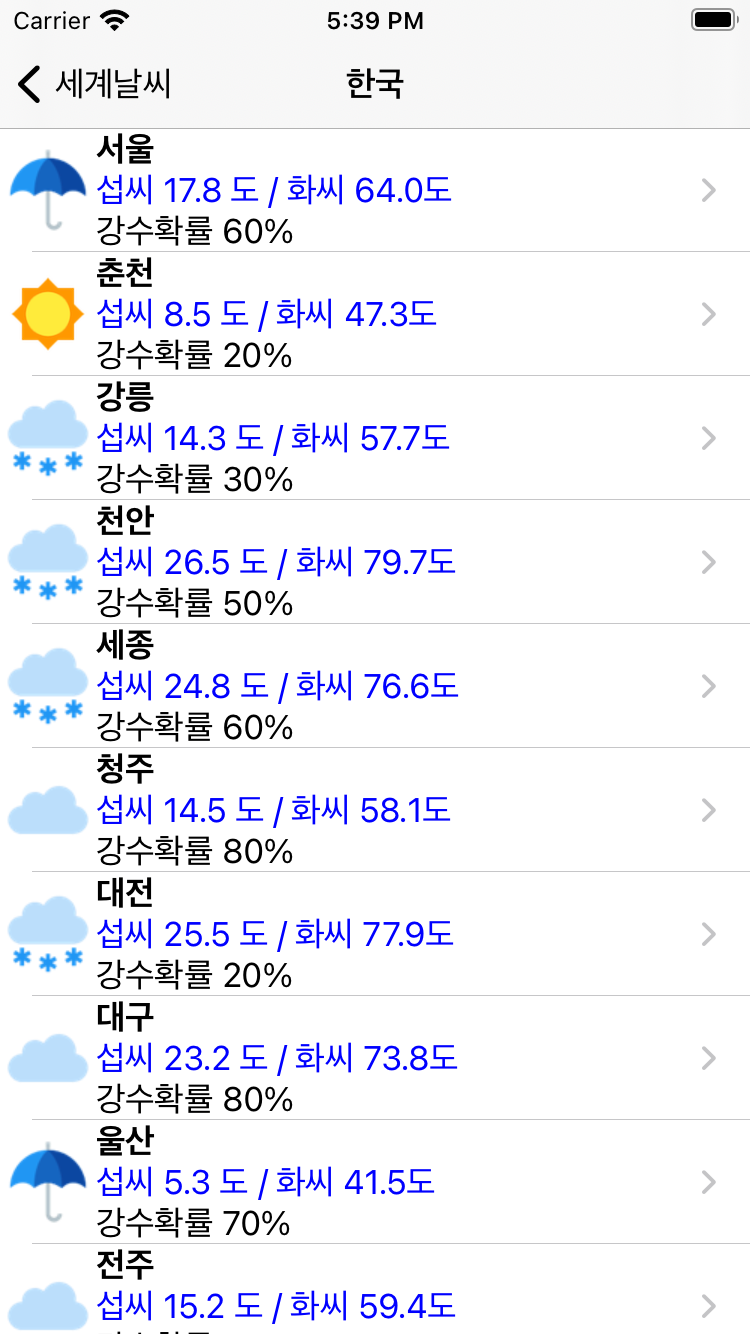 Carrier 5:39 PM
세계날씨 한국
서울
섭씨 17.8 도 / 화씨 64.0도
강수확률 60%
춘천
섭씨 8.5 도 / 화씨 47.3도
강수확률 20%
강릉
섭씨 14.3 도 / 화씨 57.7도
강수확률 30%
천안
섭씨 26.5 도 / 화씨 79.7도
강수확률 50%
세종
섭씨 24.8 도 / 화씨 76.6도
강수확률 60%
청주
섭씨 14.5 도 / 화씨 58.1도
강수확률 80%
대전
섭씨 25.5 도 / 화씨 77.9도
강수확률 20%
대구
섭씨 23.2 도 / 화씨 73.8도
강수확률 80%
울산
섭씨 5.3 도 / 화씨 41.5도
강수확률 70%
전주
섭씨 15.2 도 / 화씨 59.4도